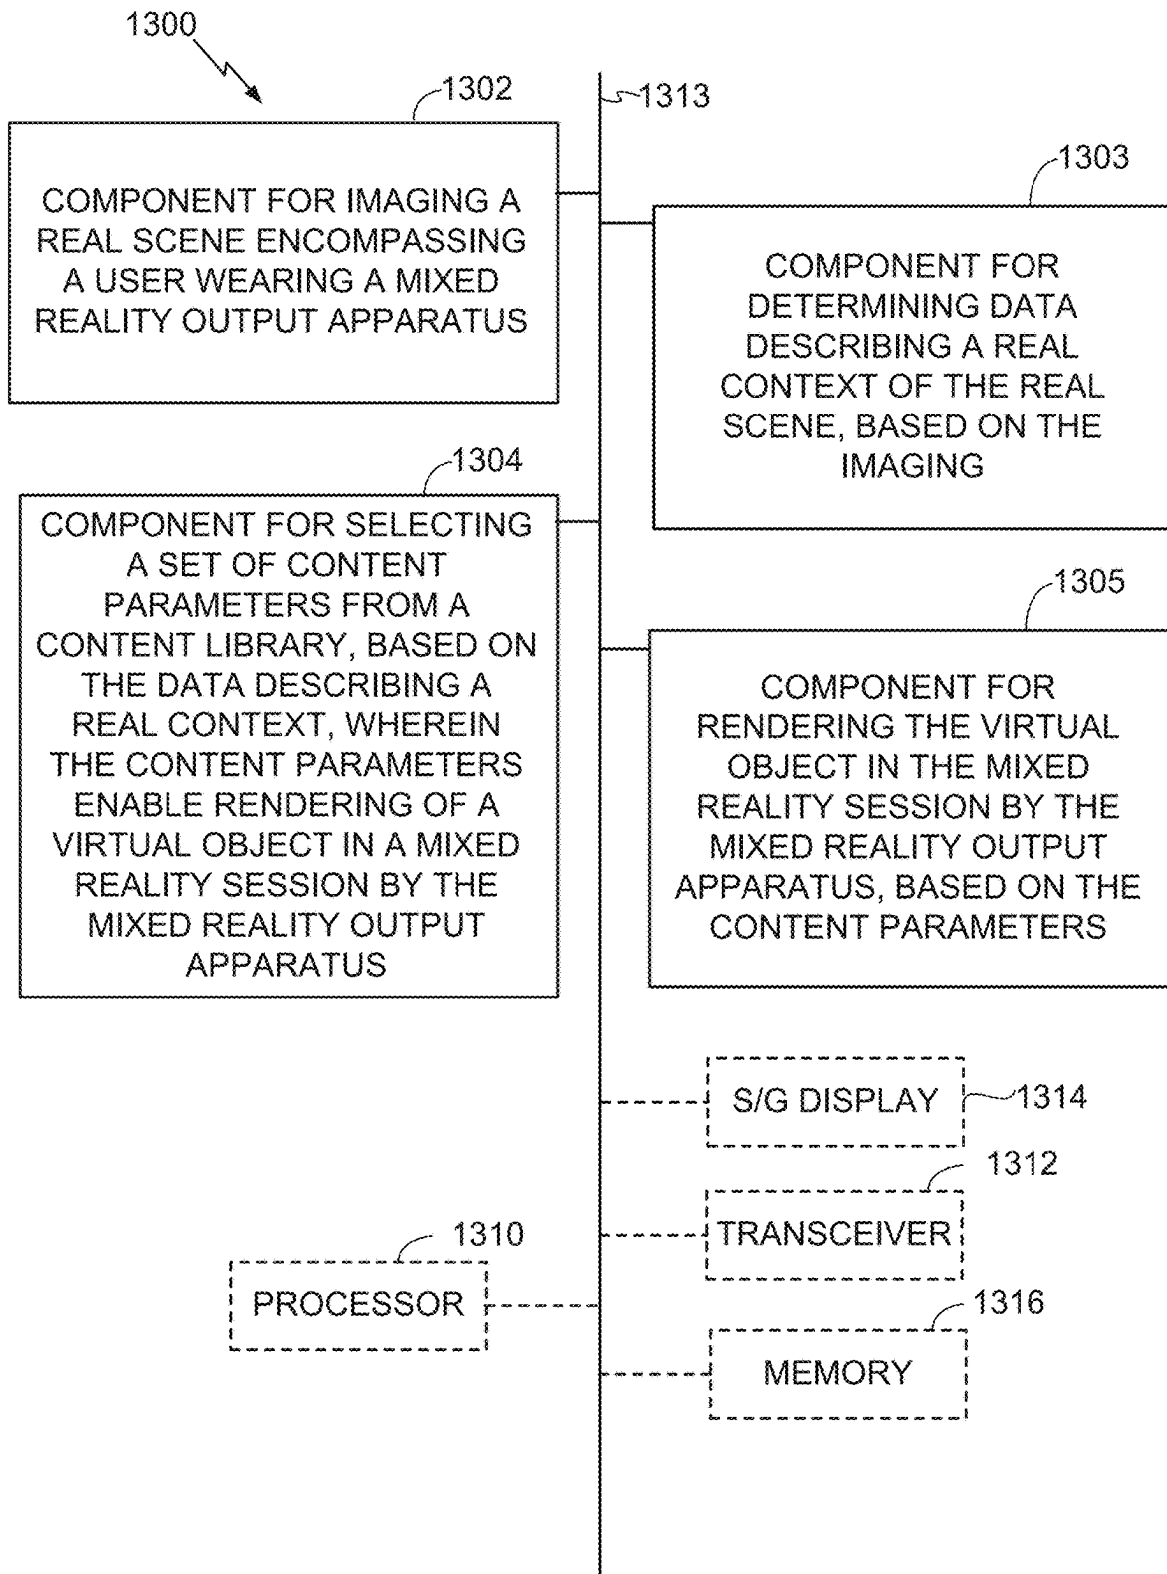 1300
1302
1313
COMPONENT FOR IMAGING A
REAL SCENE ENCOMPASSING
A USER WEARING A MIXED
REALITY OUTPUT APPARATUS
1303
COMPONENT FOR
DETERMINING DATA
DESCRIBING A REAL
CONTEXT OF THE REAL
SCENE, BASED ON THE
IMAGING
1304
COMPONENT FOR SELECTING
A SET OF CONTENT
PARAMETERS FROM A
CONTENT LIBRARY, BASED ON
THE DATA DESCRIBING A
REAL CONTEXT, WHEREIN
THE CONTENT PARAMETERS
ENABLE RENDERING OF A
VIRTUAL OBJECT IN A MIXED
REALITY SESSION BY THE
MIXED REALITY OUTPUT
APPARATUS
1305
COMPONENT FOR
RENDERING THE VIRTUAL
OBJECT IN THE MIXED
REALITY SESSION BY THE
MIXED REALITY OUTPUT
APPARATUS, BASED ON THE
CONTENT PARAMETERS
S/G DISPLAY
1314
1312
TRANSCEIVER
1310
PROCESSOR
1316
MEMORY